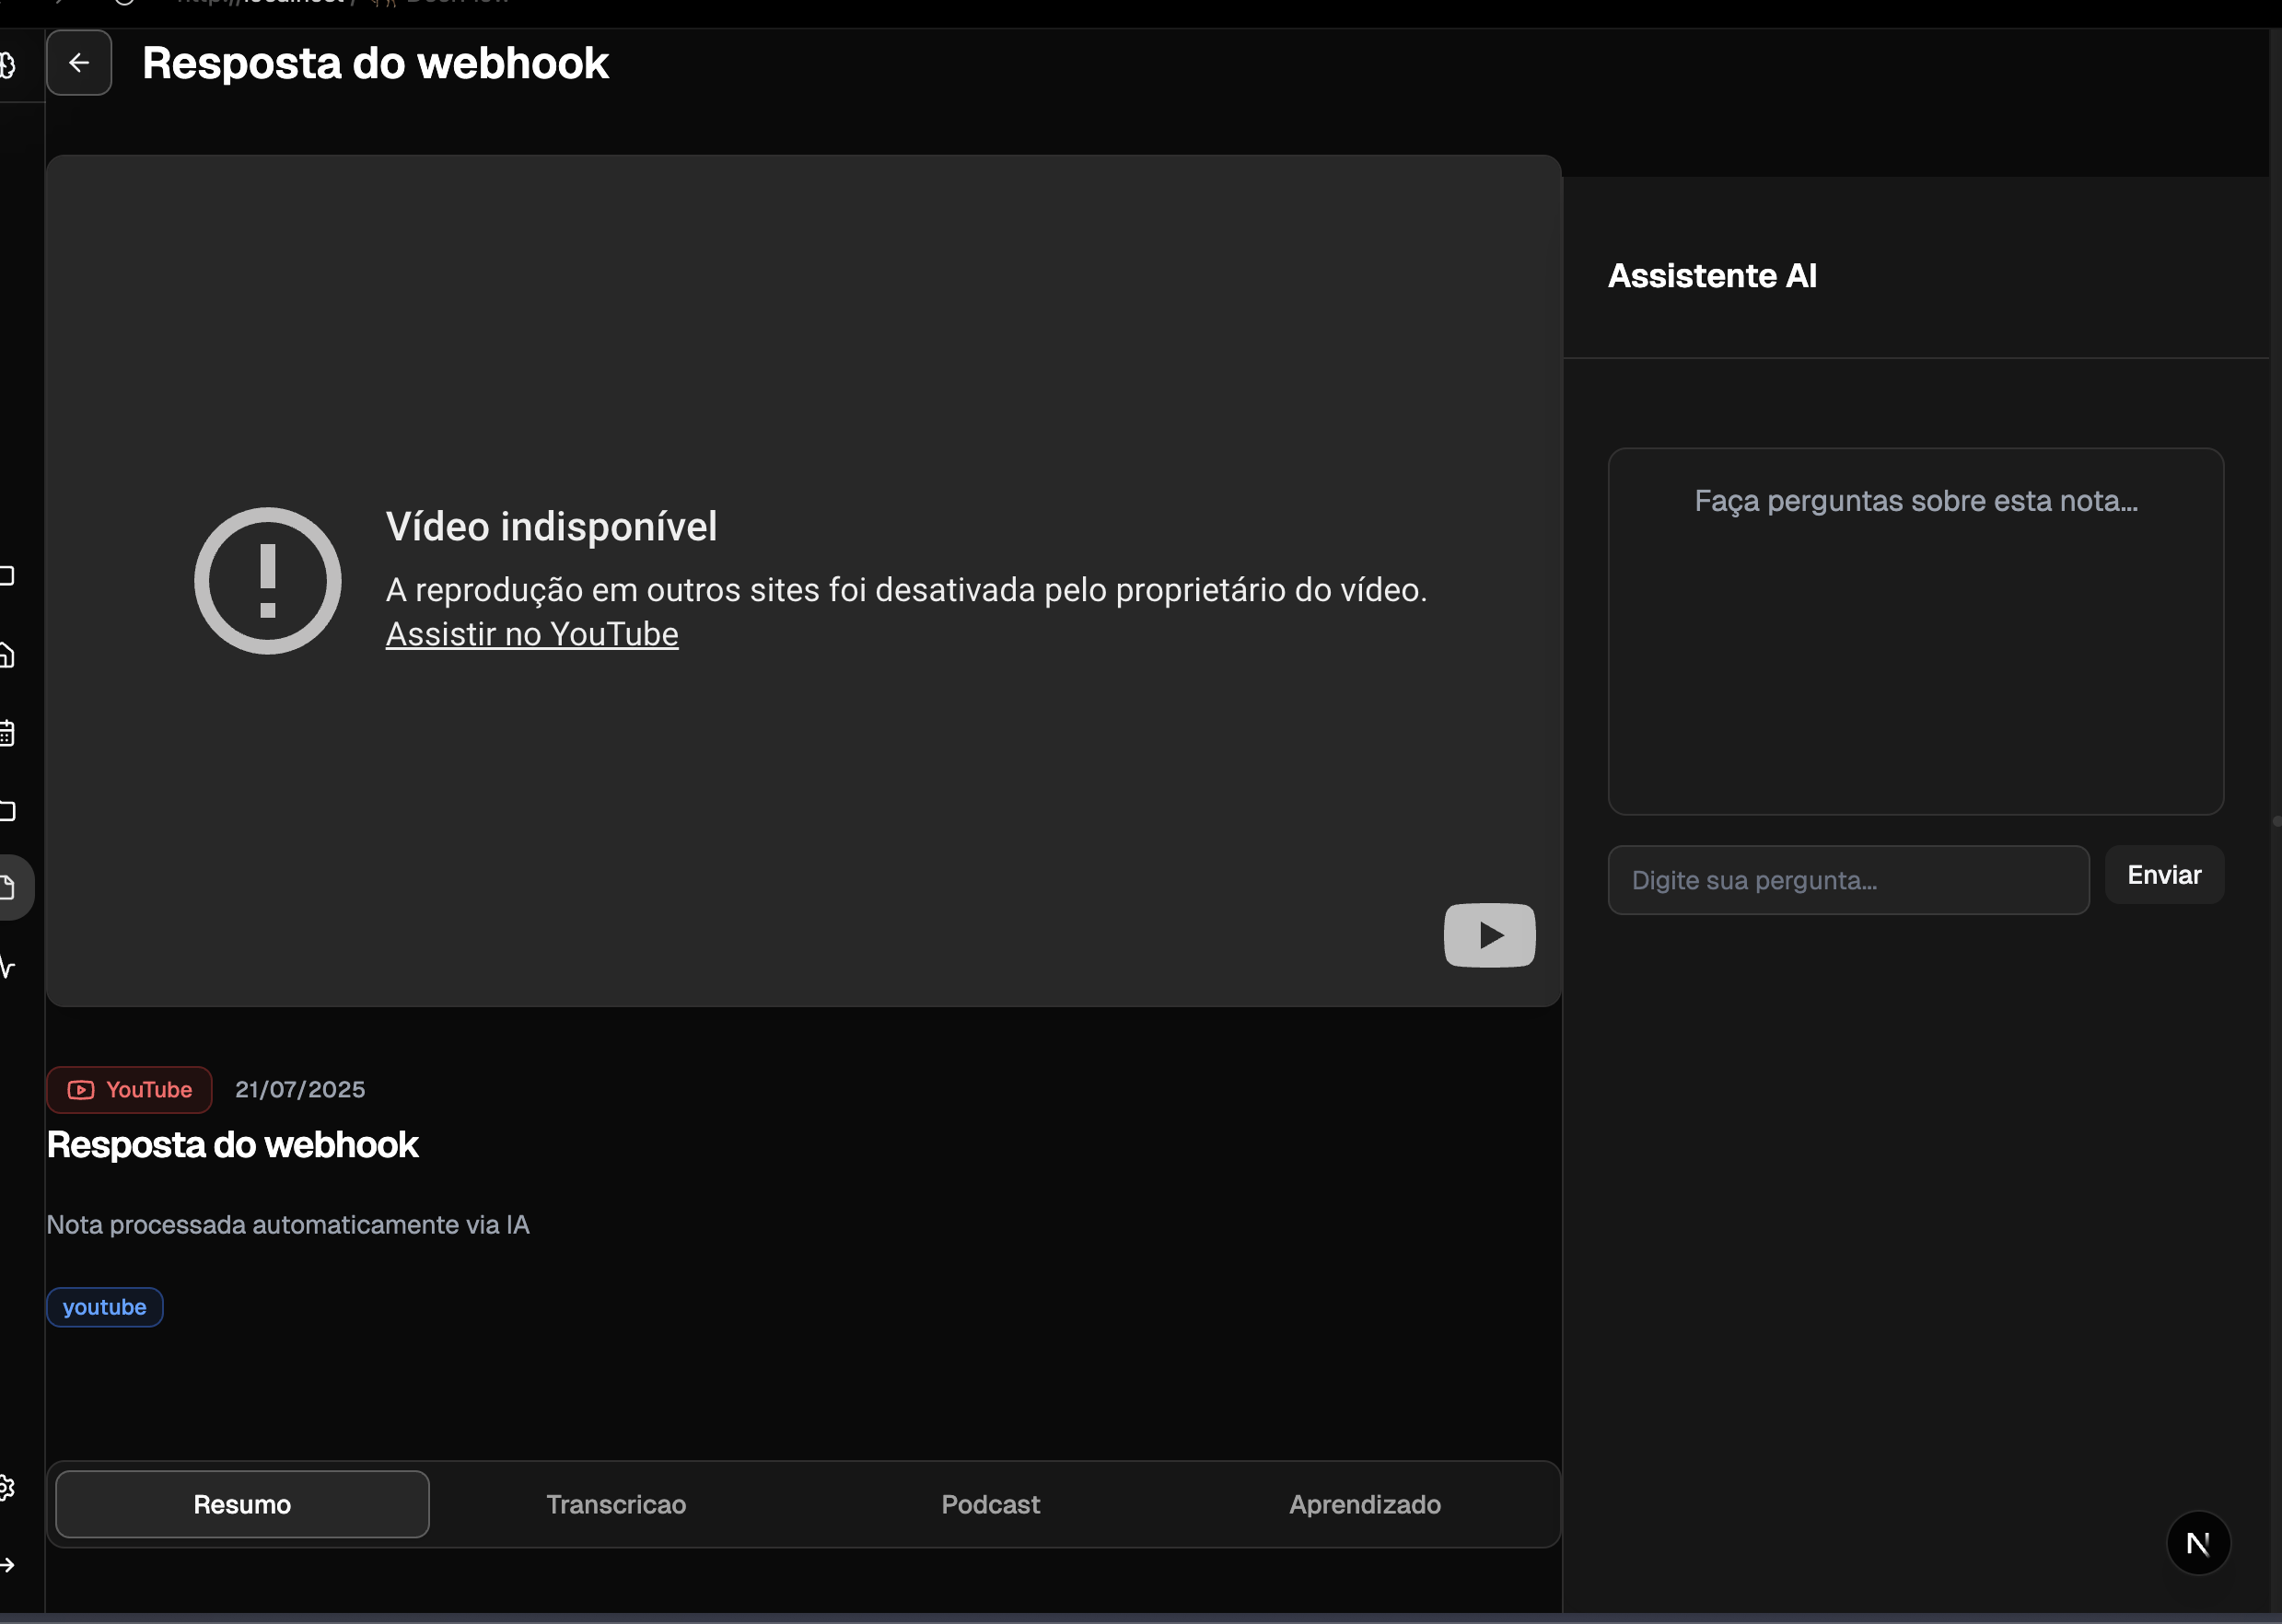 Resposta do webhook
Assistente AI
Vídeo indisponível
A reprodução em outros sites foi desativada pelo proprietário do vídeo.
Assistir no YouTube
Faça perguntas sobre esta nota...
Digite sua pergunta...
Enviar
YouTube
21/07/2025
Resposta do webhook
Nota processada automaticamente via IA
youtube
Resumo
Transcricao
Podcast
Aprendizado
N